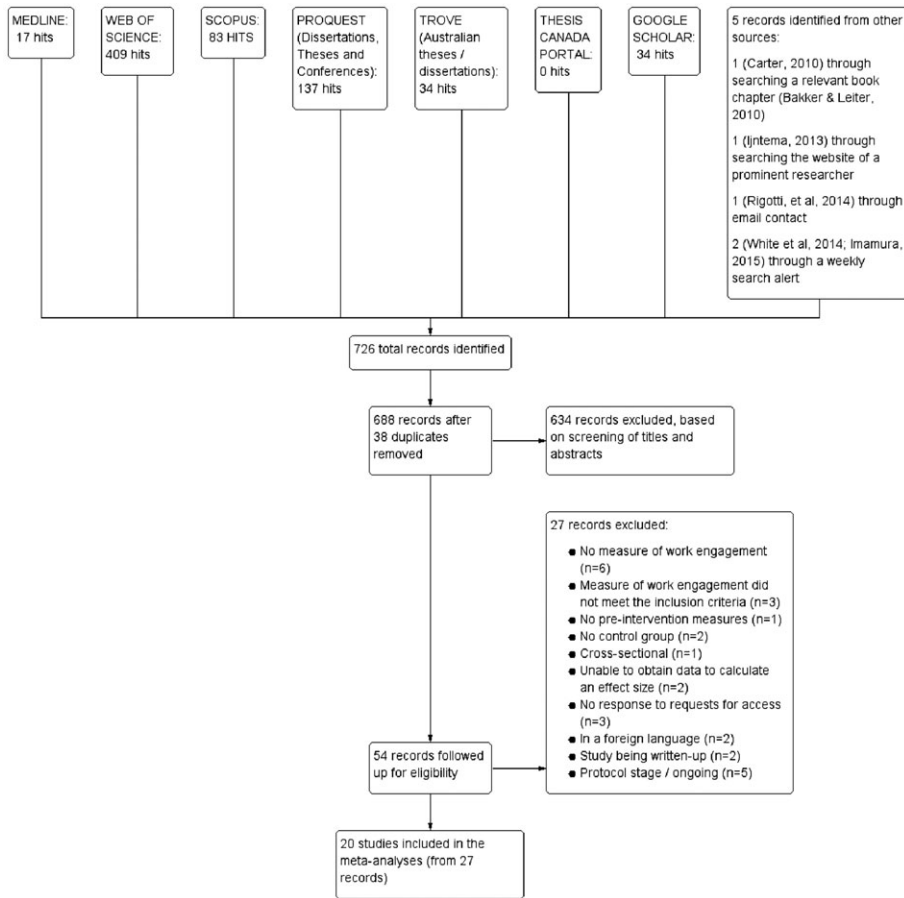 MEDLINE:
17 hits
WEB OF
SCIENCE:
409 hits
SCOPUS:
83 HITS
PROQUEST
(Dissertations,
Theses and
Conferences):
137 hits
TROVE
(Australian
theses /
dissertations):
34 hits
THESIS
CANADA
PORTAL:
0 hits
GOOGLE
SCHOLAR:
34 hits
5 records identified from other
sources:
1 (Carter, 2010) through
searching a relevant book
chapter (Bakker & Leiter,
2010)
1 (Ijntema, 2013) through
searching the website of a
prominent researcher
1 (Rigotti, et al, 2014) through
email contact
2 (White et al, 2014; Imamura,
2015) through a weekly
search alert
726 total records identified
688 records after
38 duplicates
removed
634 records excluded, based
on screening of titles and
abstracts
27 records excluded:
● No measure of work engagement
(n=6)
● Measure of work engagement did
not meet the inclusion criteria (n=3)
● No pre-intervention measures (n=1)
● No control group (n=2)
● Cross-sectional (n=1)
● Unable to obtain data to calculate
an effect size (n=2)
● No response to requests for access
(n=3)
● In a foreign language (n=2)
● Study being written-up (n=2)
● Protocol stage / ongoing (n=5)
54 records followed
up for eligibility
20 studies included in the
meta-analyses (from 27
records)